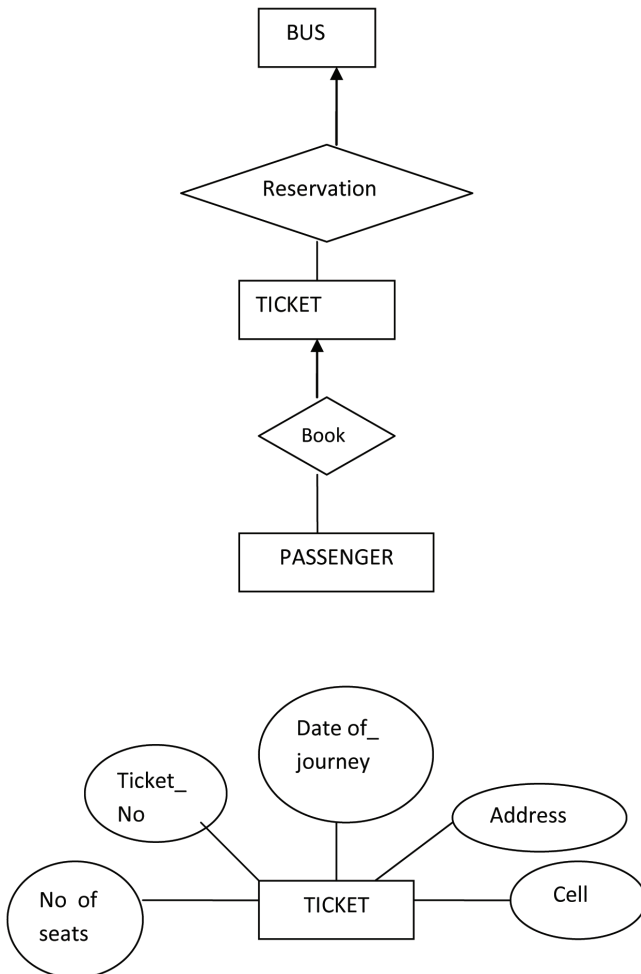 BUS
Reservation
TICKET
Book
PASSENGER
Date of_
journey
Ticket_
No
Address
No of
seats
TICKET
Cell